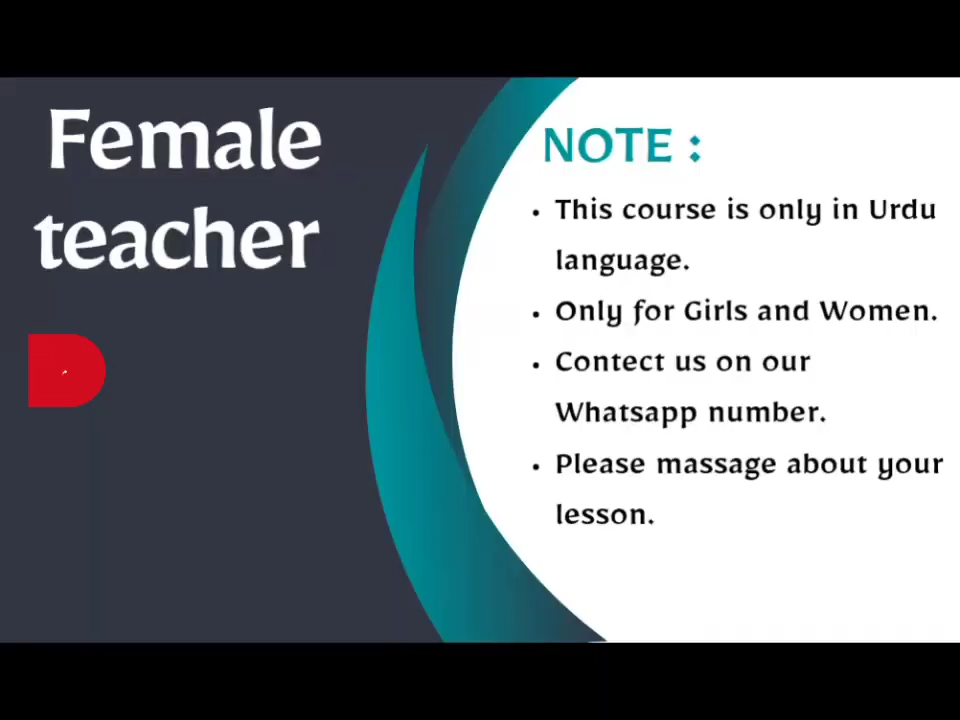 Female
teacher
NOTE :
• This course is only in Urdu
language.
• Only for Girls and Women.
• Contect us on our
Whatsapp number.
• Please massage about your
lesson.